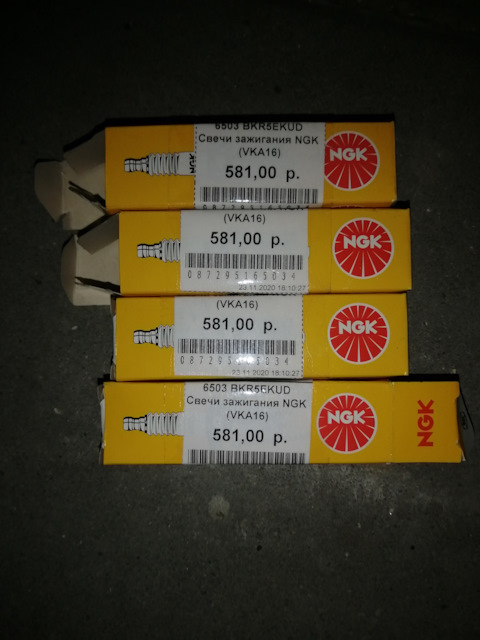 6503 BKR5EKUD
Свечи зажигания NGK
(VKA16)
581,00 р.
NGK
NGK
(VKA16)
581,00 р.
087295165034
23.11.2020 18:10:27
NGK
(VKA16)
581,00 р.
23.11.2020 18:10:27
NGK
6503 BKR5EKUD
Свечи зажигания NGK
(VKA16)
581,00 р.
NGK
NGK